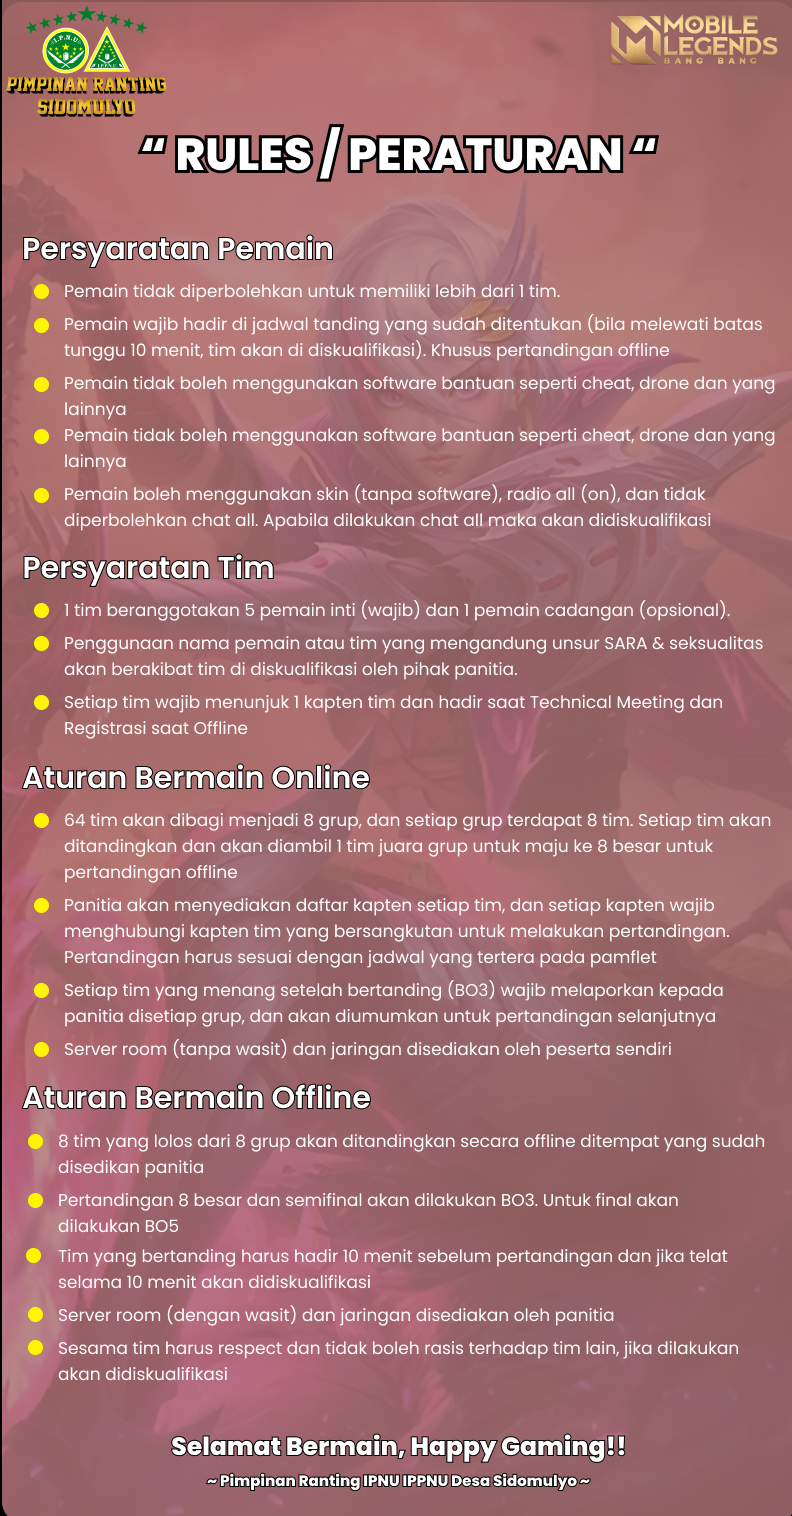 I.P.N.U
IPPNU
PIMPINAN RANTING
SIDOMULYO
MOBILE
LEGENDS
BANG BANG
“ RULES / PERATURAN “
Persyaratan Pemain
Pemain tidak diperbolehkan untuk memiliki lebih dari 1 tim.
Pemain wajib hadir di jadwal tanding yang sudah ditentukan (bila melewati batas
tunggu 10 menit, tim akan di diskualifikasi). Khusus pertandingan offline
Pemain tidak boleh menggunakan software bantuan seperti cheat, drone dan yang
lainnya
Pemain tidak boleh menggunakan software bantuan seperti cheat, drone dan yang
lainnya
Pemain boleh menggunakan skin (tanpa software), radio all (on), dan tidak
diperbolehkan chat all. Apabila dilakukan chat all maka akan didiskualifikasi
Persyaratan Tim
1 tim beranggotakan 5 pemain inti (wajib) dan 1 pemain cadangan (opsional).
Penggunaan nama pemain atau tim yang mengandung unsur SARA & seksualitas
akan berakibat tim di diskualifikasi oleh pihak panitia.
Setiap tim wajib menunjuk 1 kapten tim dan hadir saat Technical Meeting dan
Registrasi saat Offline
Aturan Bermain Online
64 tim akan dibagi menjadi 8 grup, dan setiap grup terdapat 8 tim. Setiap tim akan
ditandingkan dan akan diambil 1 tim juara grup untuk maju ke 8 besar untuk
pertandingan offline
Panitia akan menyediakan daftar kapten setiap tim, dan setiap kapten wajib
menghubungi kapten tim yang bersangkutan untuk melakukan pertandingan.
Pertandingan harus sesuai dengan jadwal yang tertera pada pamflet
Setiap tim yang menang setelah bertanding (BO3) wajib melaporkan kepada
panitia disetiap grup, dan akan diumumkan untuk pertandingan selanjutnya
Server room (tanpa wasit) dan jaringan disediakan oleh peserta sendiri
Aturan Bermain Offline
8 tim yang lolos dari 8 grup akan ditandingkan secara offline ditempat yang sudah
disedikan panitia
Pertandingan 8 besar dan semifinal akan dilakukan BO3. Untuk final akan
dilakukan BO5
Tim yang bertanding harus hadir 10 menit sebelum pertandingan dan jika telat
selama 10 menit akan didiskualifikasi
Server room (dengan wasit) dan jaringan disediakan oleh panitia
Sesama tim harus respect dan tidak boleh rasis terhadap tim lain, jika dilakukan
akan didiskualifikasi
Selamat Bermain, Happy Gaming!!
~ Pimpinan Ranting IPNU IPPNU Desa Sidomulyo ~